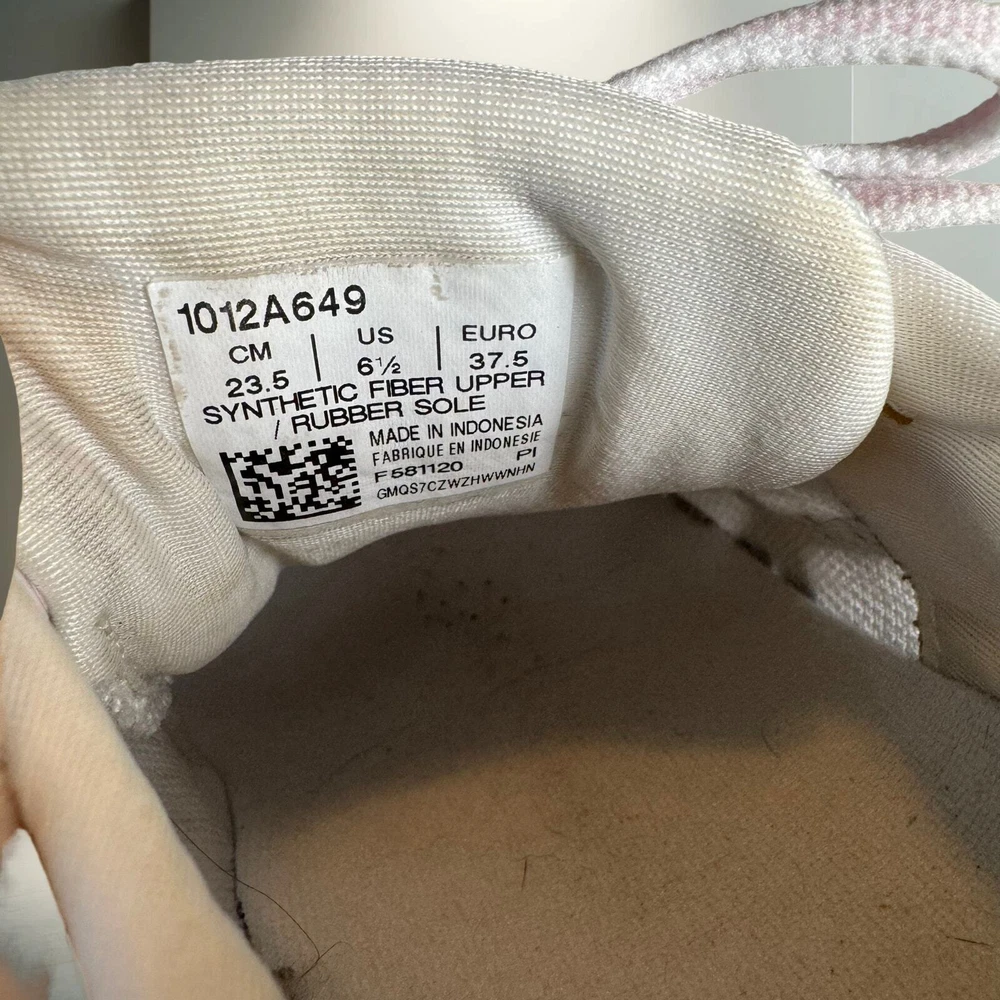 1012A649
CM | US | EURO
23.5 | 6½ | 37.5
SYNTHETIC FIBER UPPER
/ RUBBER SOLE
MADE IN INDONESIA
FABRIQUE EN INDONESIE
F581120 PI
GMQS7CZWZHWWNHN